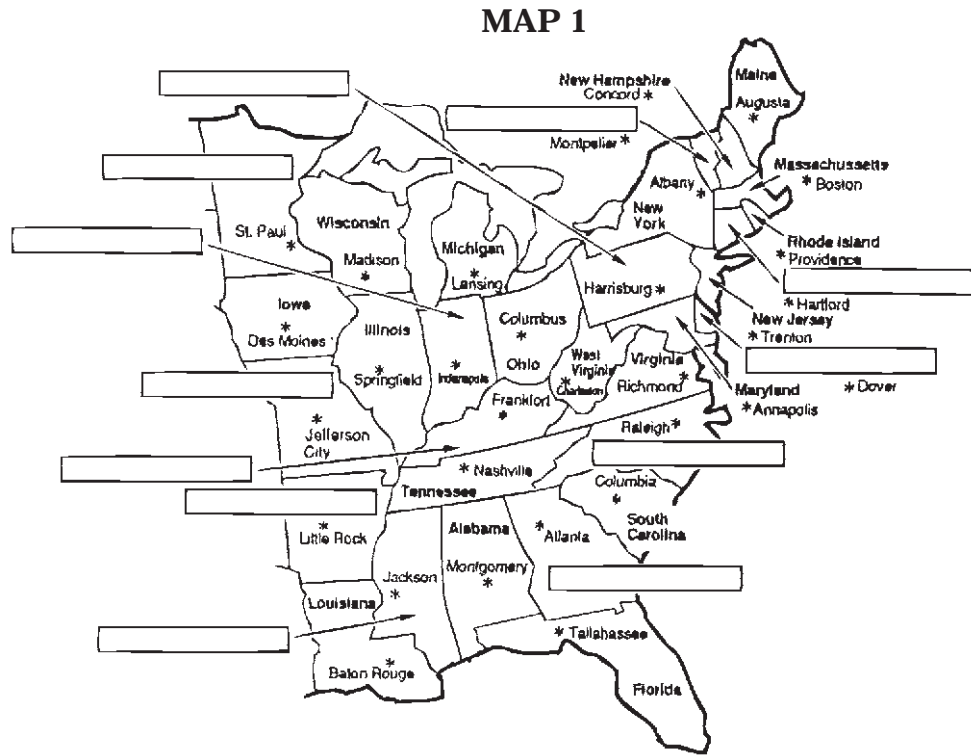 MAP 1
Maine
New Hampshire
Concord *
Augusta
*
Montpelier *
Massachussetts
* Boston
Albany
*
New
York
Wisconsin
St. Paul *
Michigan
Madison
*
*
Lansing
Rhode Island
* Providence
Harrisburg *
* Hartford
New Jersey
* Trenton
Iowa
*
Des Moines
Illinois
Columbus
*
Ohio
*
Springfield
*
Indianapolis
West
Virginia
*
Charleston
Virginia
*
Richmond
* Dover
Maryland
* Annapolis
Frankfort
*
*
Jefferson
City
Raleigh *
* Nashville
Tennessee
Columbia
*
South
Carolina
*
Little Rock
Alabama
*
Atlanta
Jackson
*
Montgomery
*
Louisiana
* Tallahassee
*
Baton Rouge
Florida